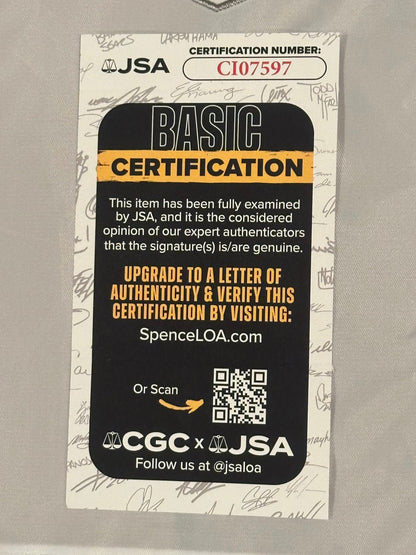 CERTIFICATION NUMBER:
JSA
CI07597
BASIC
CERTIFICATION
This item has been fully examined
by JSA, and it is the considered
opinion of our expert authenticators
that the signature(s) is/are genuine.
UPGRADE TO A LETTER OF
AUTHENTICITY & VERIFY THIS
CERTIFICATION BY VISITING:
SpenceLOA.com
Or Scan
CGC x JSA
Follow us at @jsaloa